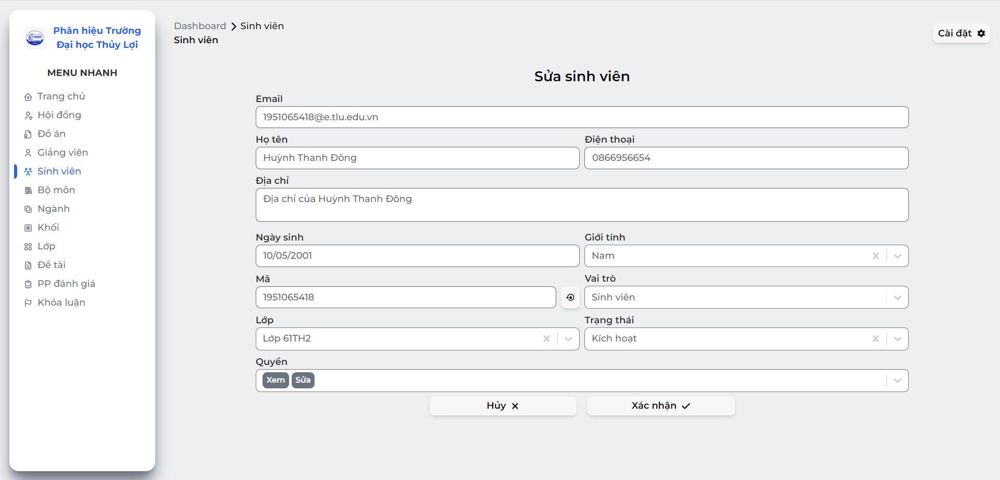 Phân hiệu Trường
Đại học Thủy Lợi
MENU NHANH
Trang chủ
Hội đồng
Đồ án
Giảng viên
Sinh viên
Bộ môn
Ngành
Khối
Lớp
Đề tài
PP đánh giá
Khóa luận
Dashboard Sinh viên
Sinh viên
Cài đặt
Sửa sinh viên
Email
1951065418@e.tlu.edu.vn
Họ tên Điện thoại
Huỳnh Thanh Đông 0866956654
Địa chỉ
Địa chỉ của Huỳnh Thanh Đông
Ngày sinh Giới tính
10/05/2001 Nam
Mã Vai trò
1951065418 Sinh viên
Lớp Trạng thái
Lớp 61TH2 Kích hoạt
Quyền
Xem Sửa
Hủy Xác nhận